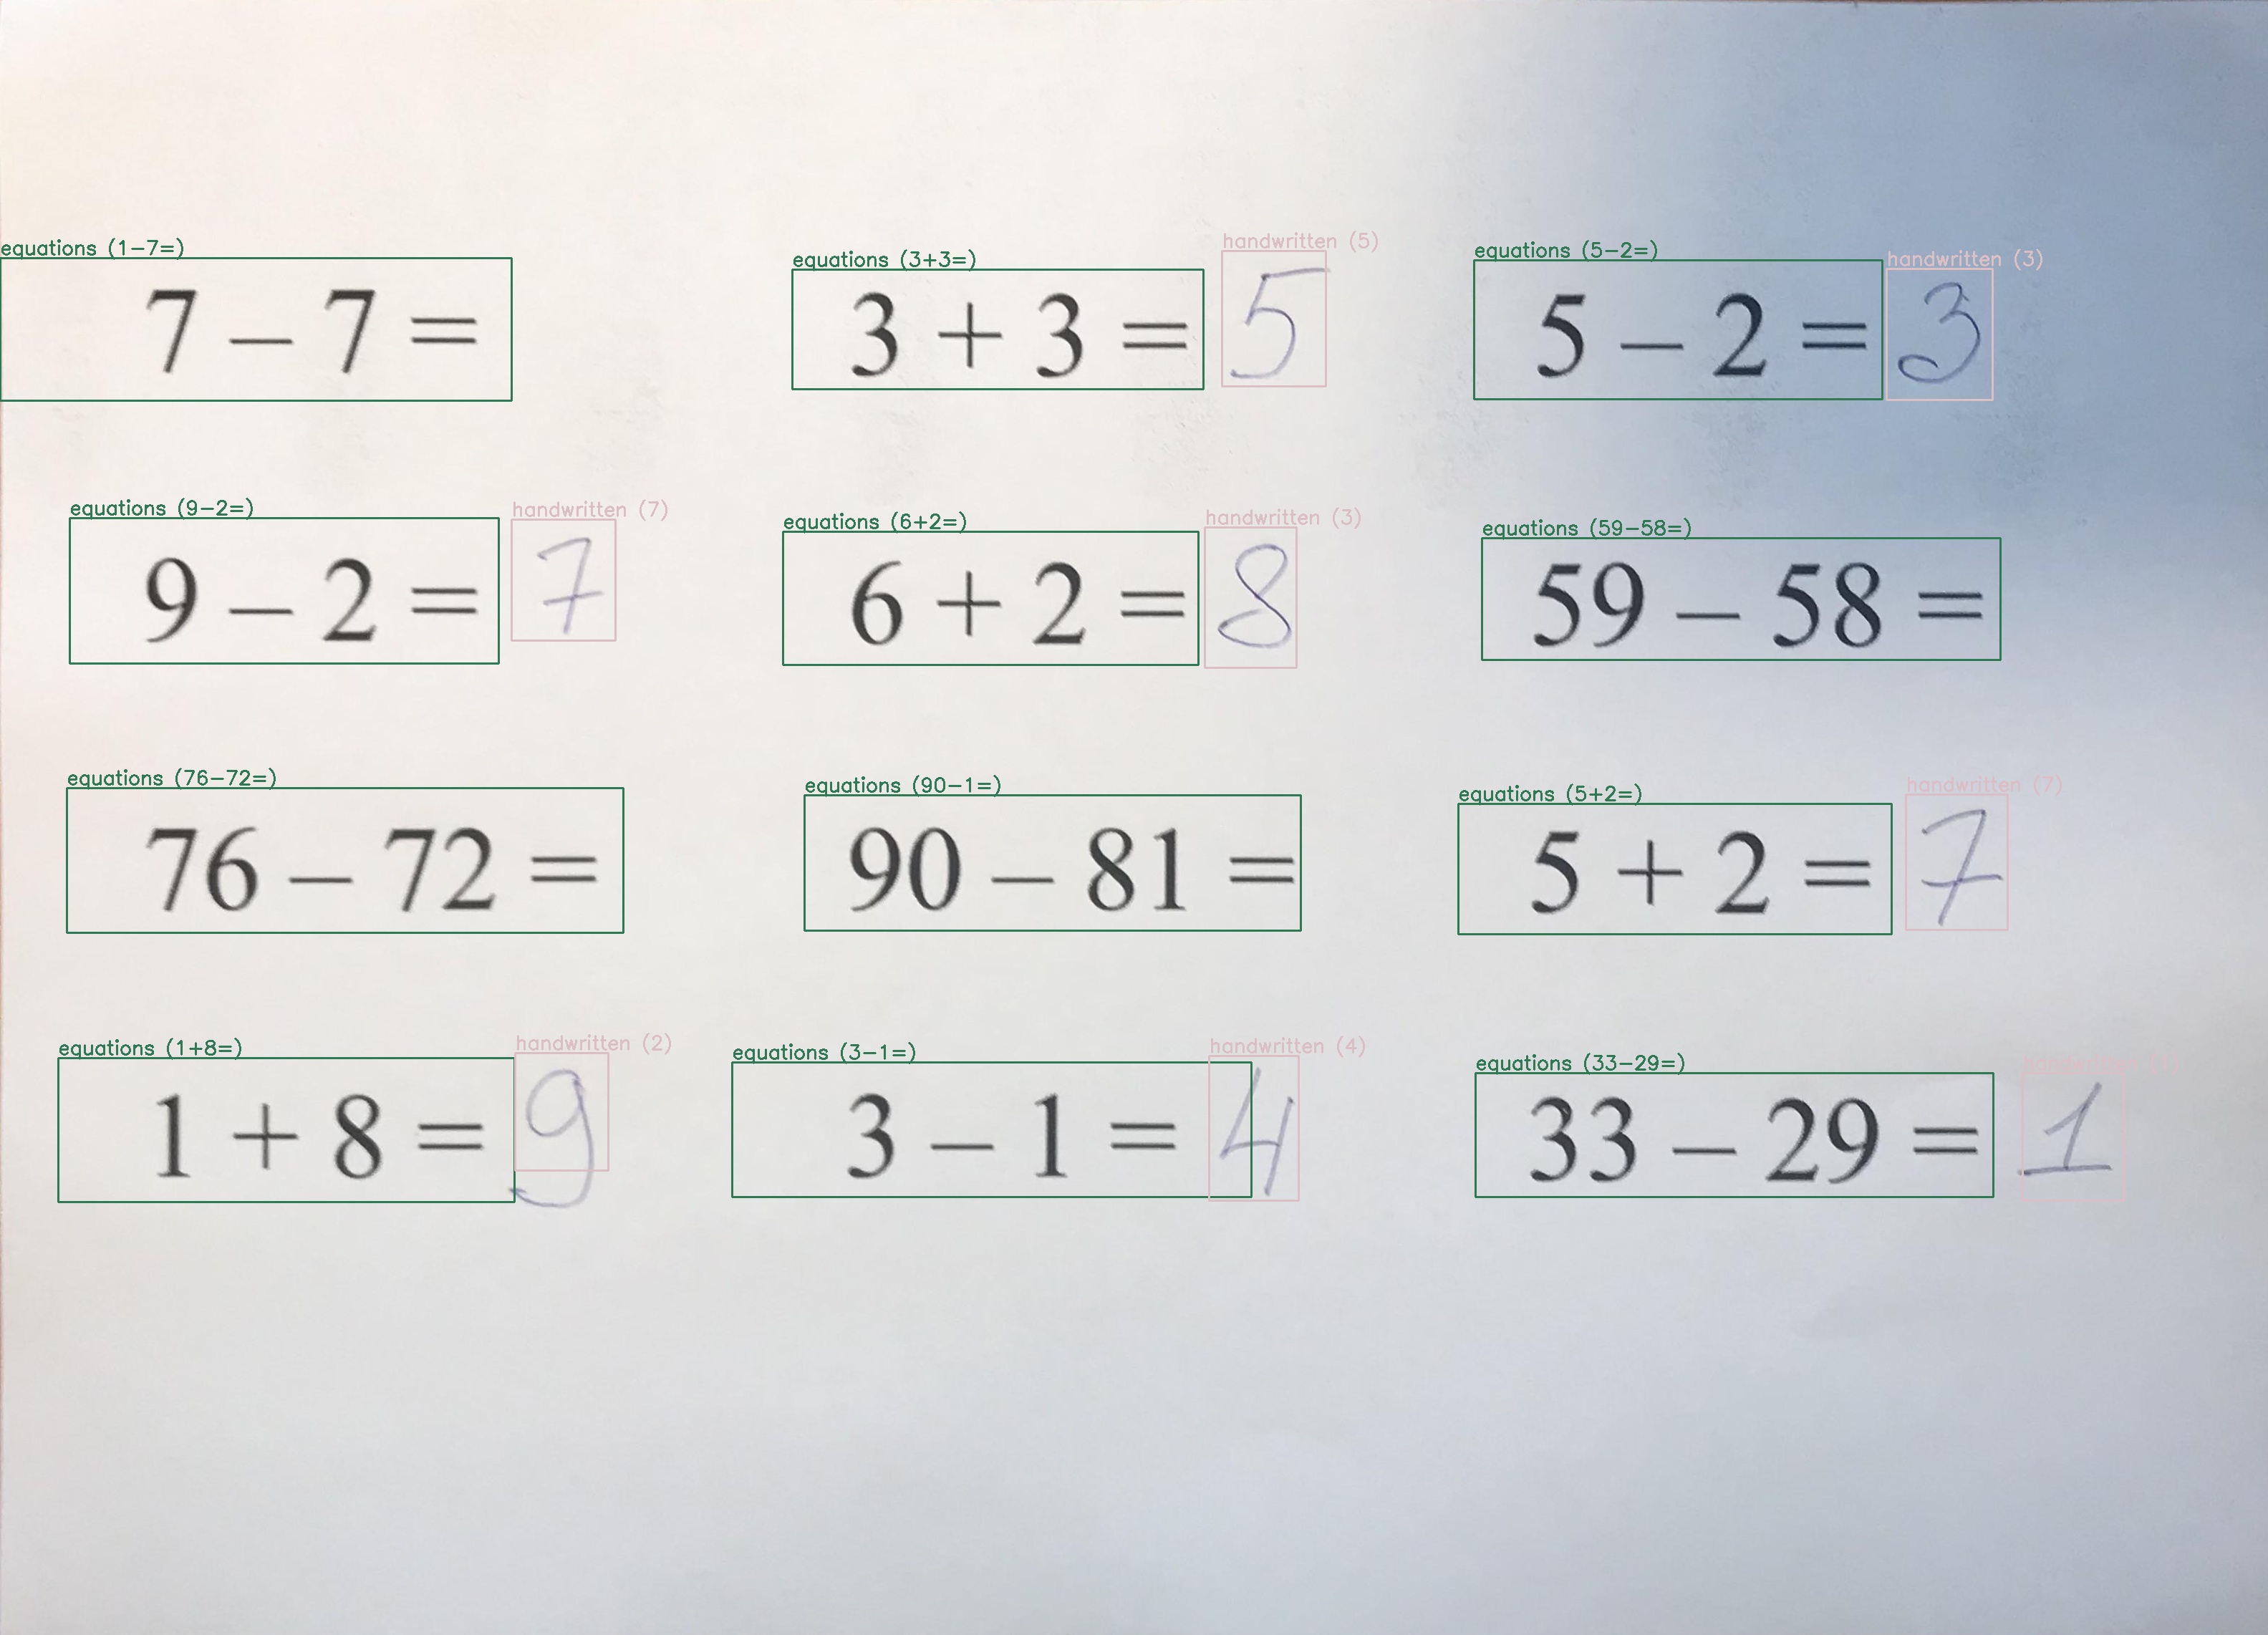 equations (1-7=) equations (3+3=) handwritten (5) equations (5-2=) handwritten (3)
7 – 7 = 3 + 3 = 5 5 – 2 = 3
equations (9-2=) handwritten (7) equations (6+2=) handwritten (3) equations (59-58=)
9 – 2 = 7 6 + 2 = 8 59 – 58 =
equations (76-72=) equations (90-1=) equations (5+2=) handwritten (7)
76 – 72 = 90 – 81 = 5 + 2 = 7
equations (1+8=) handwritten (2) equations (3-1=) handwritten (4) equations (33-29=)
1 + 8 = 9 3 – 1 = 4 33 – 29 = 1